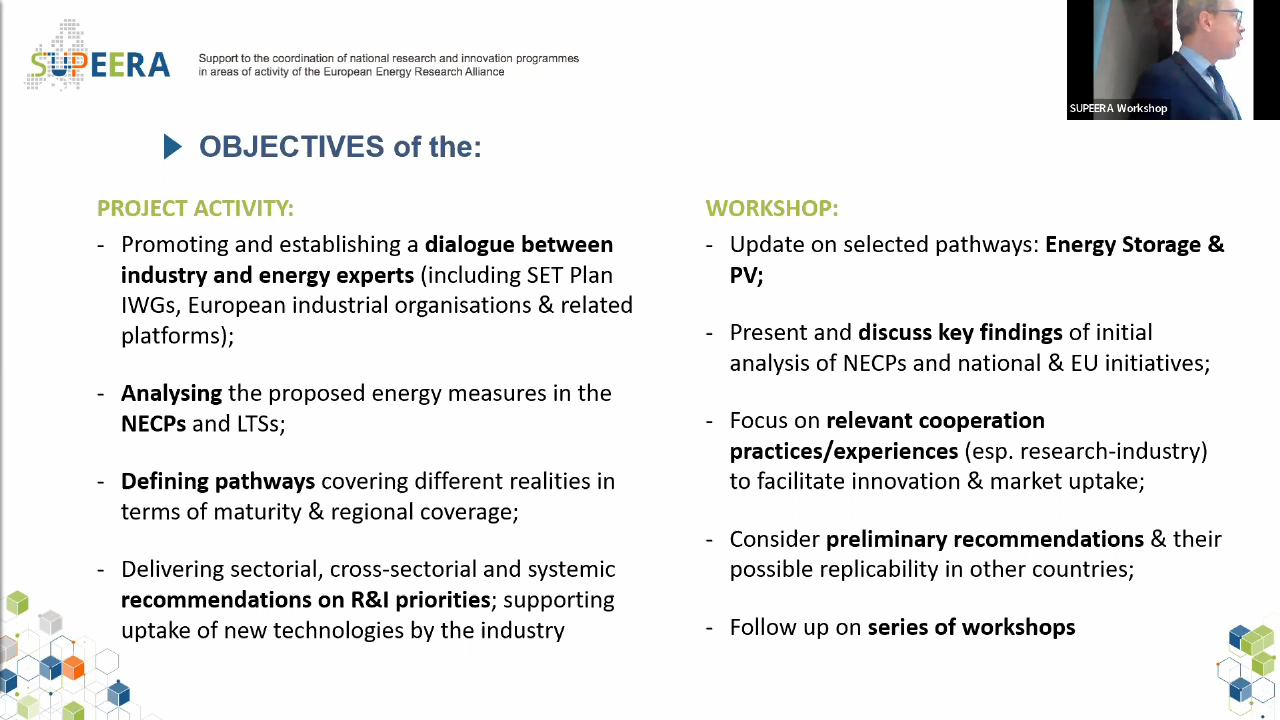 SUPEERA
Support to the coordination of national research and innovation programmes
in areas of activity of the European Energy Research Alliance
SUPEERA Workshop
OBJECTIVES of the:
PROJECT ACTIVITY:
- Promoting and establishing a dialogue between
industry and energy experts (including SET Plan
IWGs, European industrial organisations & related
platforms);
- Analysing the proposed energy measures in the
NECPs and LTSs;
- Defining pathways covering different realities in
terms of maturity & regional coverage;
- Delivering sectorial, cross-sectorial and systemic
recommendations on R&I priorities; supporting
uptake of new technologies by the industry
WORKSHOP:
- Update on selected pathways: Energy Storage &
PV;
- Present and discuss key findings of initial
analysis of NECPs and national & EU initiatives;
- Focus on relevant cooperation
practices/experiences (esp. research-industry)
to facilitate innovation & market uptake;
- Consider preliminary recommendations & their
possible replicability in other countries;
- Follow up on series of workshops